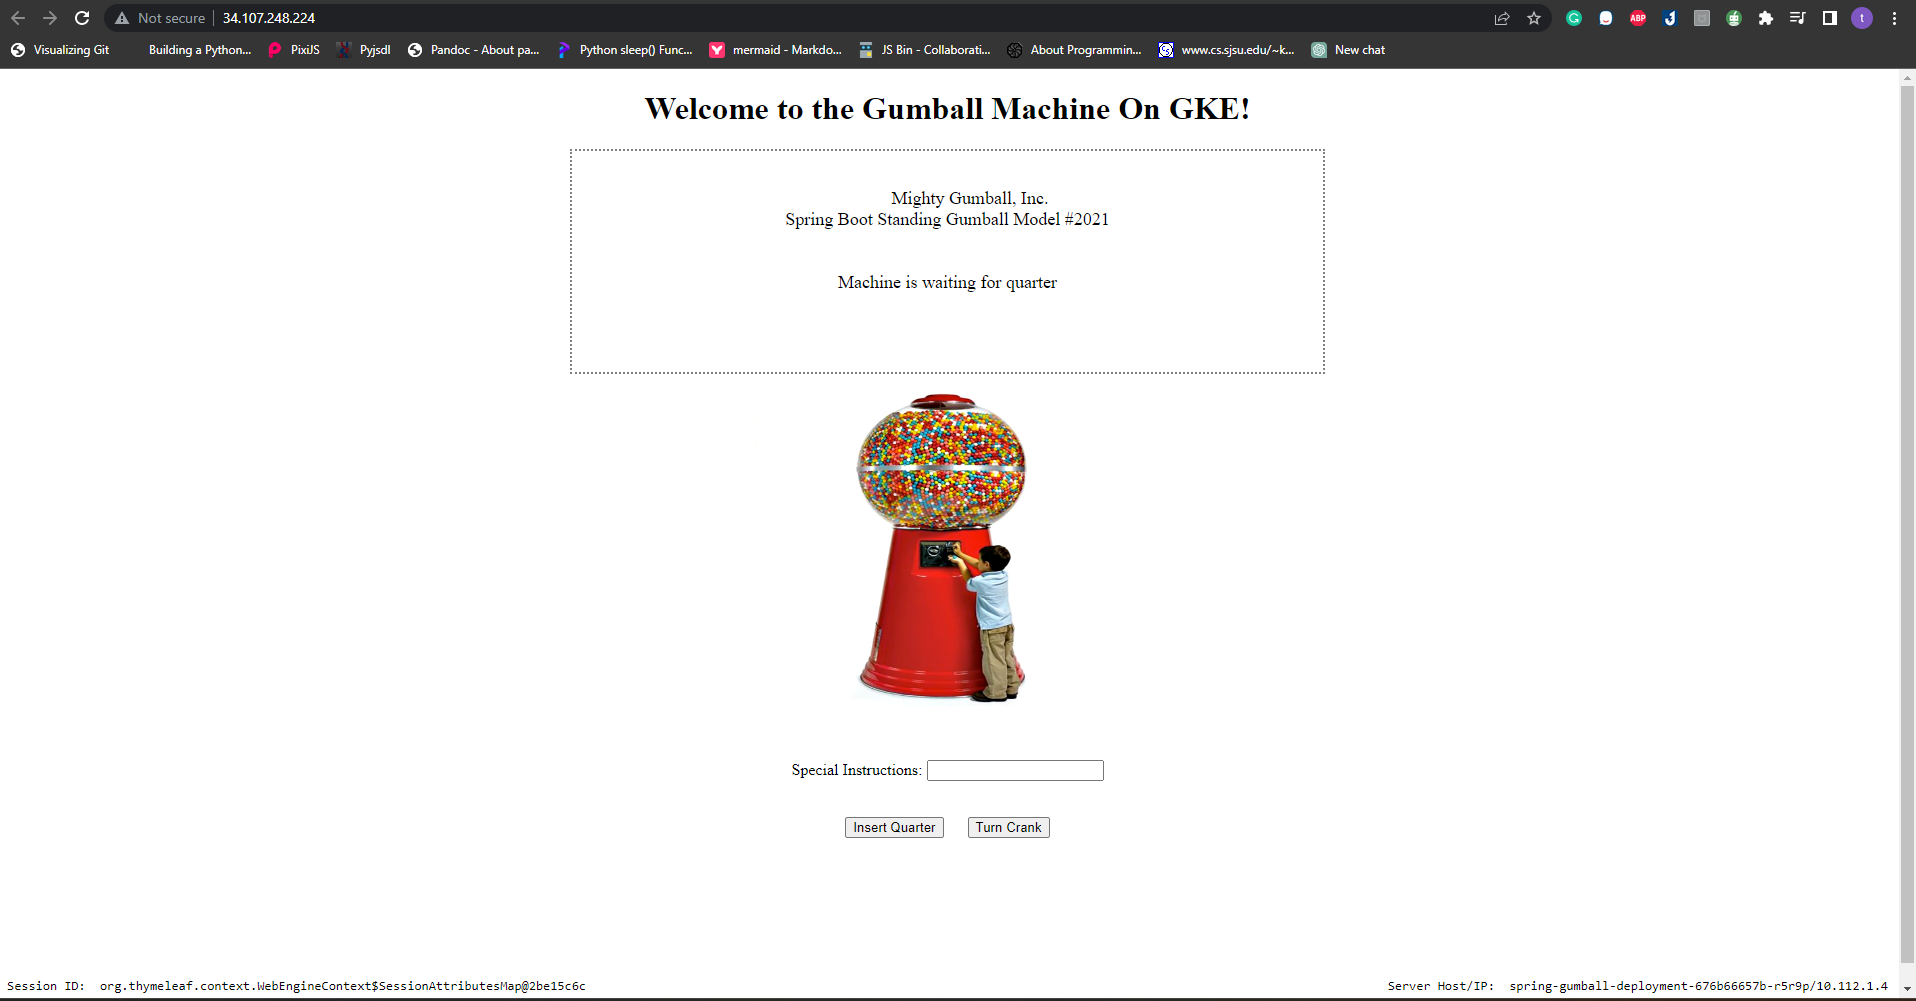 Not secure 34.107.248.224
ABP t
Visualizing Git Building a Python... PixiJS Pyjsdl Pandoc - About pa... Python sleep() Func... mermaid - Markdo... JS Bin - Collaborati... About Programmin... www.cs.sjsu.edu/~k... New chat
Welcome to the Gumball Machine On GKE!
Mighty Gumball, Inc.
Spring Boot Standing Gumball Model #2021
Machine is waiting for quarter
Special Instructions:
Insert Quarter Turn Crank
Session ID: org.thymeleaf.context.WebEngineContext$SessionAttributesMap@2be15c6c Server Host/IP: spring-gumball-deployment-676b66657b-r5r9p/10.112.1.4